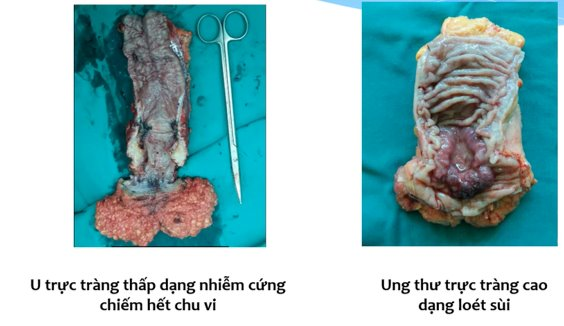 U trực tràng thấp dạng nhiễm cứng
chiếm hết chu vi
Ung thư trực tràng cao
dạng loét sùi